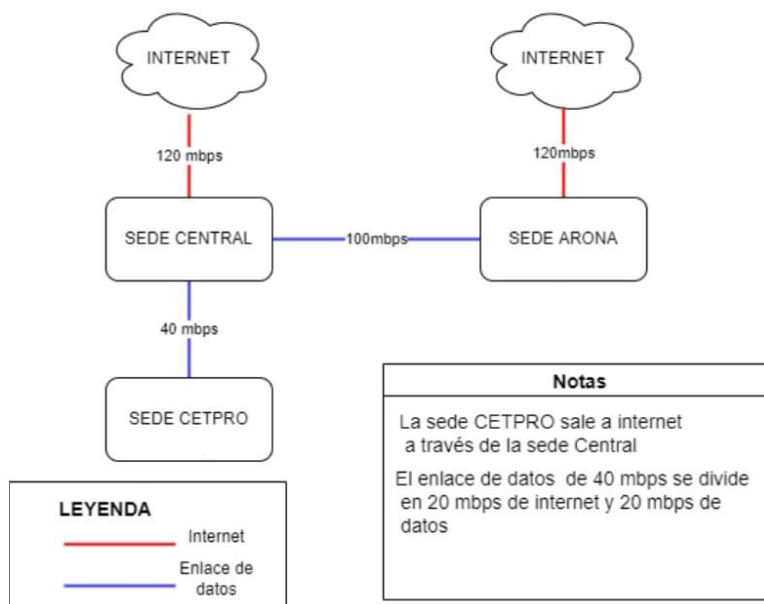 INTERNET
INTERNET
120 mbps
120mbps
SEDE CENTRAL
100mbps
SEDE ARONA
40 mbps
SEDE CETPRO
Notas
La sede CETPRO sale a internet
a través de la sede Central
El enlace de datos de 40 mbps se divide
en 20 mbps de internet y 20 mbps de
datos
LEYENDA
Internet
Enlace de
datos